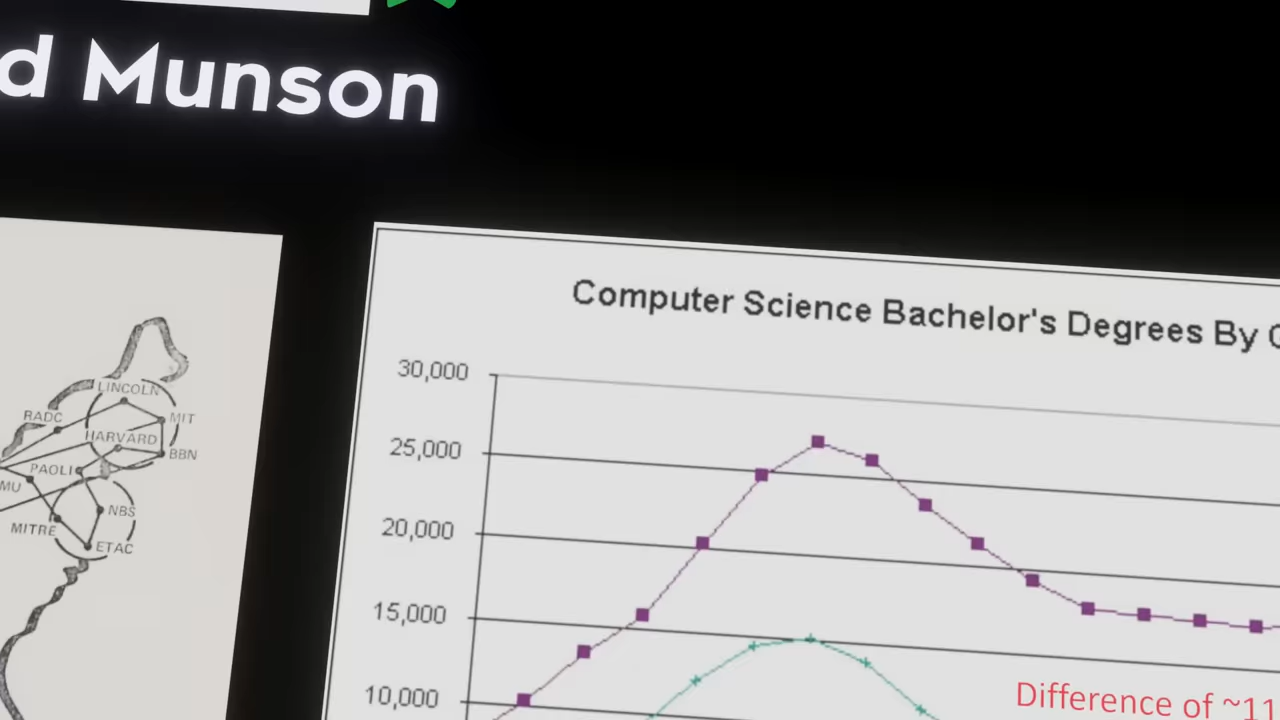 d Munson
LINCOLN
RADC
MIT
HARVARD
BBN
PAOLI
MU
NBS
MITRE
ETAC
Computer Science Bachelor's Degrees By
30,000
25,000
20,000
15,000
10,000
Difference of ~11